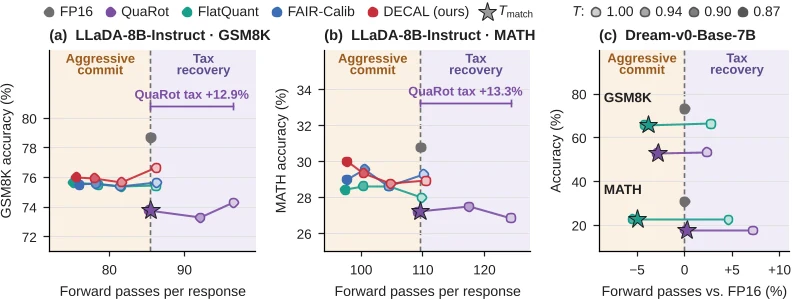 FP16 QuaRot FlatQuant FAIR-Calib DECAL (ours) Tmatch T: 1.00 0.94 0.90 0.87
(a) LLaDA-8B-Instruct · GSM8K
Aggressive commit
Tax recovery
QuaRot tax +12.9%
GSM8K accuracy (%)
80
78
76
74
72
80 90
Forward passes per response
(b) LLaDA-8B-Instruct · MATH
Aggressive commit
Tax recovery
QuaRot tax +13.3%
MATH accuracy (%)
34
32
30
28
26
100 110 120
Forward passes per response
(c) Dream-v0-Base-7B
Aggressive commit
Tax recovery
GSM8K
MATH
Accuracy (%)
80
60
40
20
−5 0 +5 +10
Forward passes vs. FP16 (%)